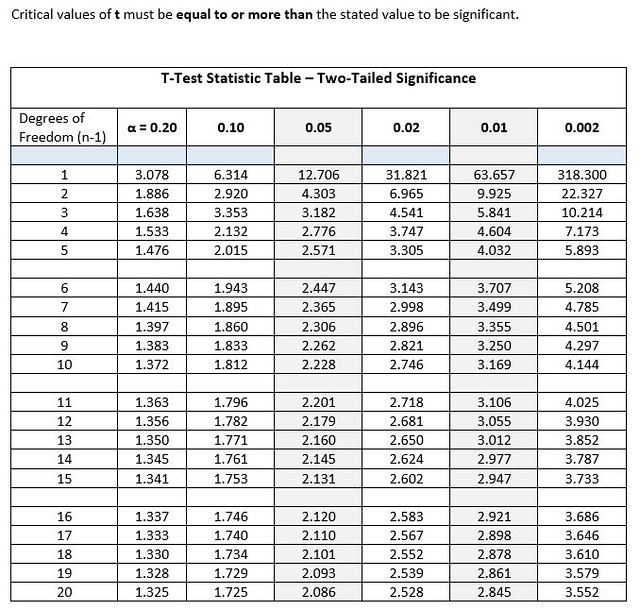 Critical values of t must be equal to or more than the stated value to be significant.
T-Test Statistic Table – Two-Tailed Significance
Degrees of
Freedom (n-1) α = 0.20 0.10 0.05 0.02 0.01 0.002
1 3.078 6.314 12.706 31.821 63.657 318.300
2 1.886 2.920 4.303 6.965 9.925 22.327
3 1.638 3.353 3.182 4.541 5.841 10.214
4 1.533 2.132 2.776 3.747 4.604 7.173
5 1.476 2.015 2.571 3.305 4.032 5.893
6 1.440 1.943 2.447 3.143 3.707 5.208
7 1.415 1.895 2.365 2.998 3.499 4.785
8 1.397 1.860 2.306 2.896 3.355 4.501
9 1.383 1.833 2.262 2.821 3.250 4.297
10 1.372 1.812 2.228 2.746 3.169 4.144
11 1.363 1.796 2.201 2.718 3.106 4.025
12 1.356 1.782 2.179 2.681 3.055 3.930
13 1.350 1.771 2.160 2.650 3.012 3.852
14 1.345 1.761 2.145 2.624 2.977 3.787
15 1.341 1.753 2.131 2.602 2.947 3.733
16 1.337 1.746 2.120 2.583 2.921 3.686
17 1.333 1.740 2.110 2.567 2.898 3.646
18 1.330 1.734 2.101 2.552 2.878 3.610
19 1.328 1.729 2.093 2.539 2.861 3.579
20 1.325 1.725 2.086 2.528 2.845 3.552